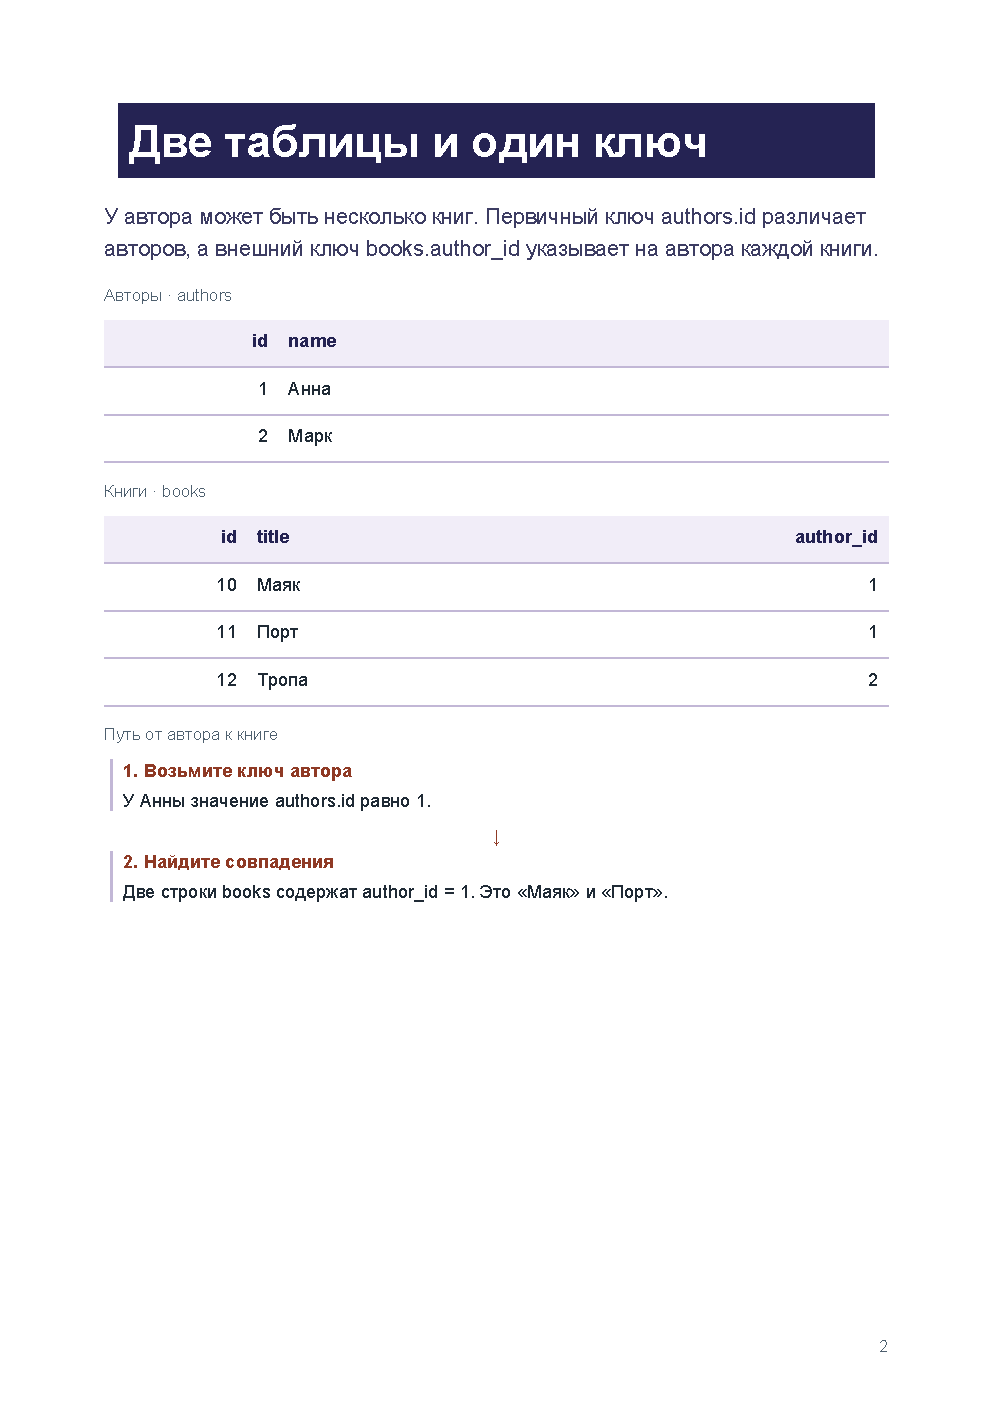 Две таблицы и один ключ
У автора может быть несколько книг. Первичный ключ authors.id различает
авторов, а внешний ключ books.author_id указывает на автора каждой книги.
Авторы · authors
id name
1 Анна
2 Марк
Книги · books
id title author_id
10 Маяк 1
11 Порт 1
12 Тропа 2
Путь от автора к книге
1. Возьмите ключ автора
У Анны значение authors.id равно 1.
↓
2. Найдите совпадения
Две строки books содержат author_id = 1. Это «Маяк» и «Порт».
2